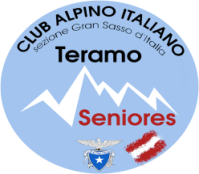 CLUB ALPINO ITALIANO
sezione Gran Sasso d'Italia
Teramo
Seniores